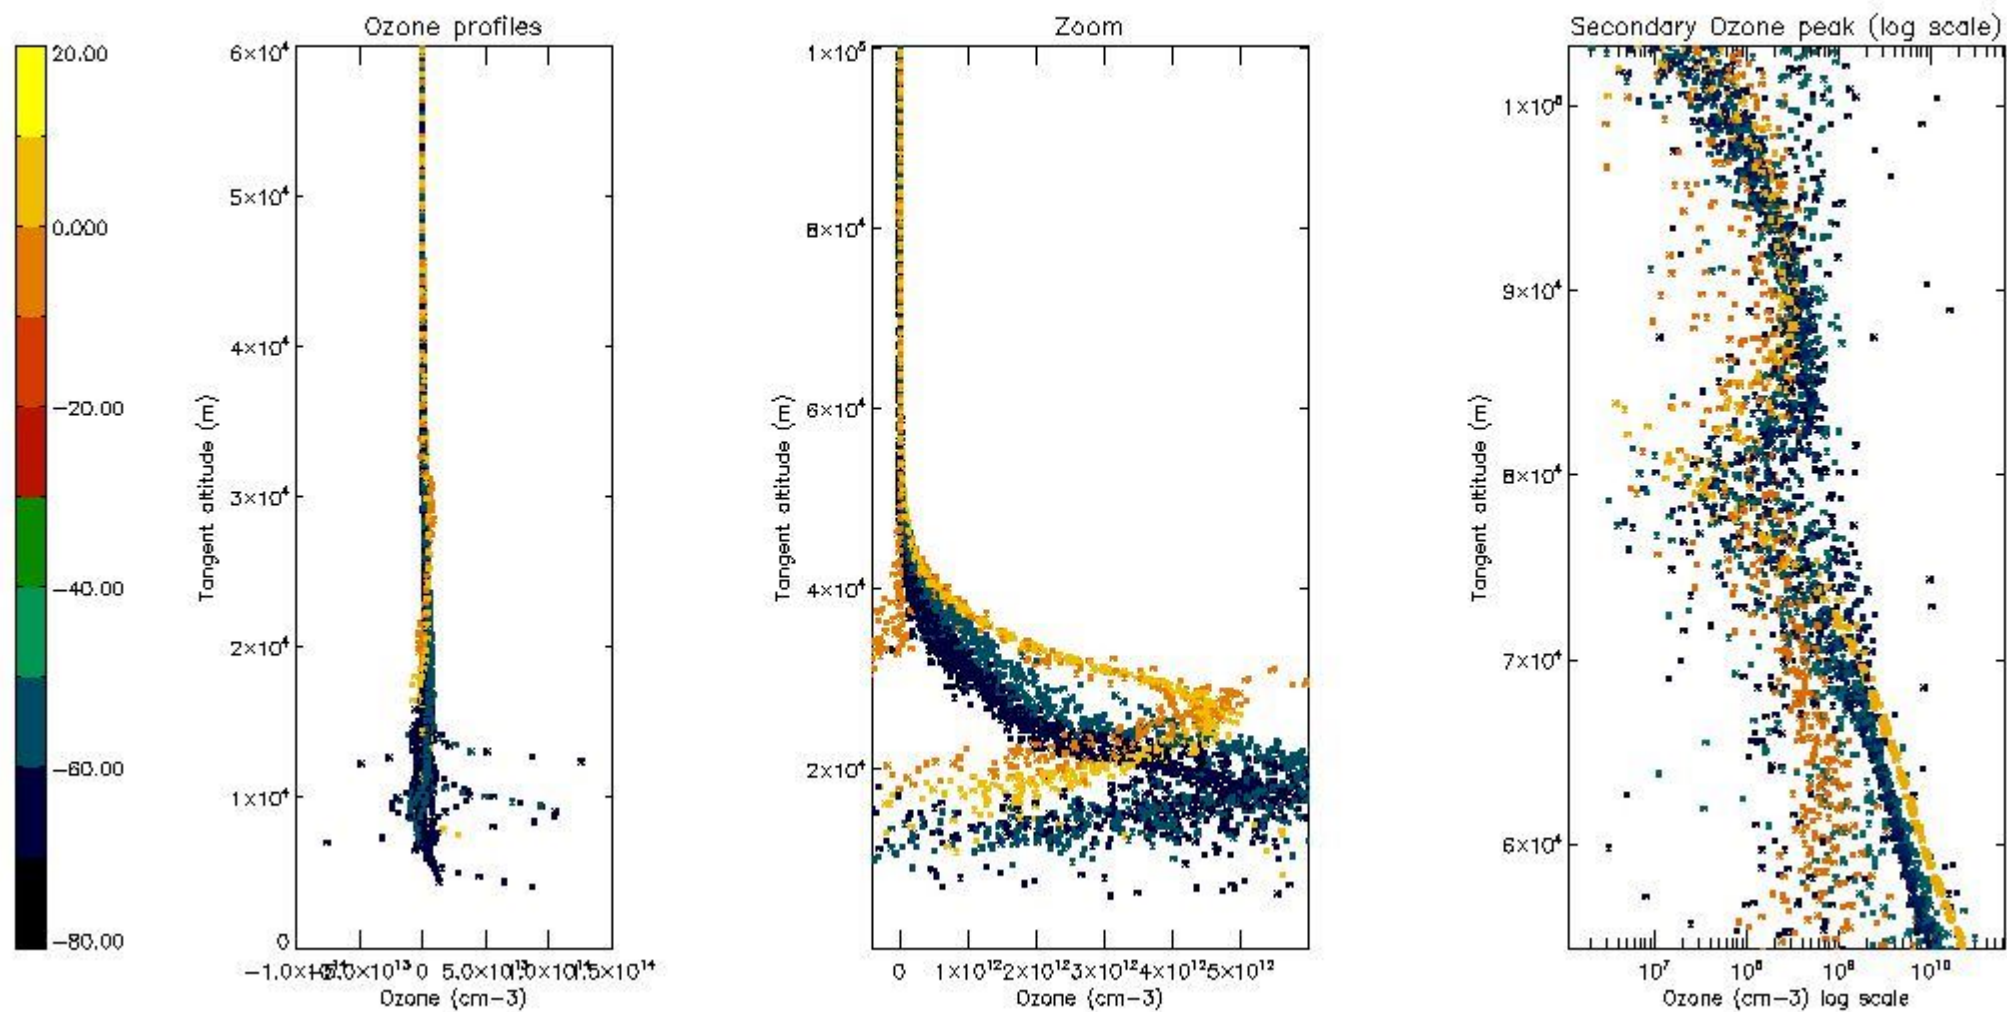 Ozone profiles
Zoom
Secondary Ozone peak (log scale)
20.00
0.000
-20.00
-40.00
-60.00
-80.00
Tangent altitude (m)
6×10⁴
5×10⁴
4×10⁴
3×10⁴
2×10⁴
1×10⁴
0
0
Ozone (cm-3)
Tangent altitude (m)
1×10⁵
8×10⁴
6×10⁴
4×10⁴
2×10⁴
0 1×10¹² 2×10¹² 3×10¹² 4×10¹² 5×10¹²
Ozone (cm-3)
Tangent altitude (m)
1×10⁵
9×10⁴
8×10⁴
7×10⁴
6×10⁴
10⁷ 10⁸ 10⁹ 10¹⁰
Ozone (cm-3) log scale